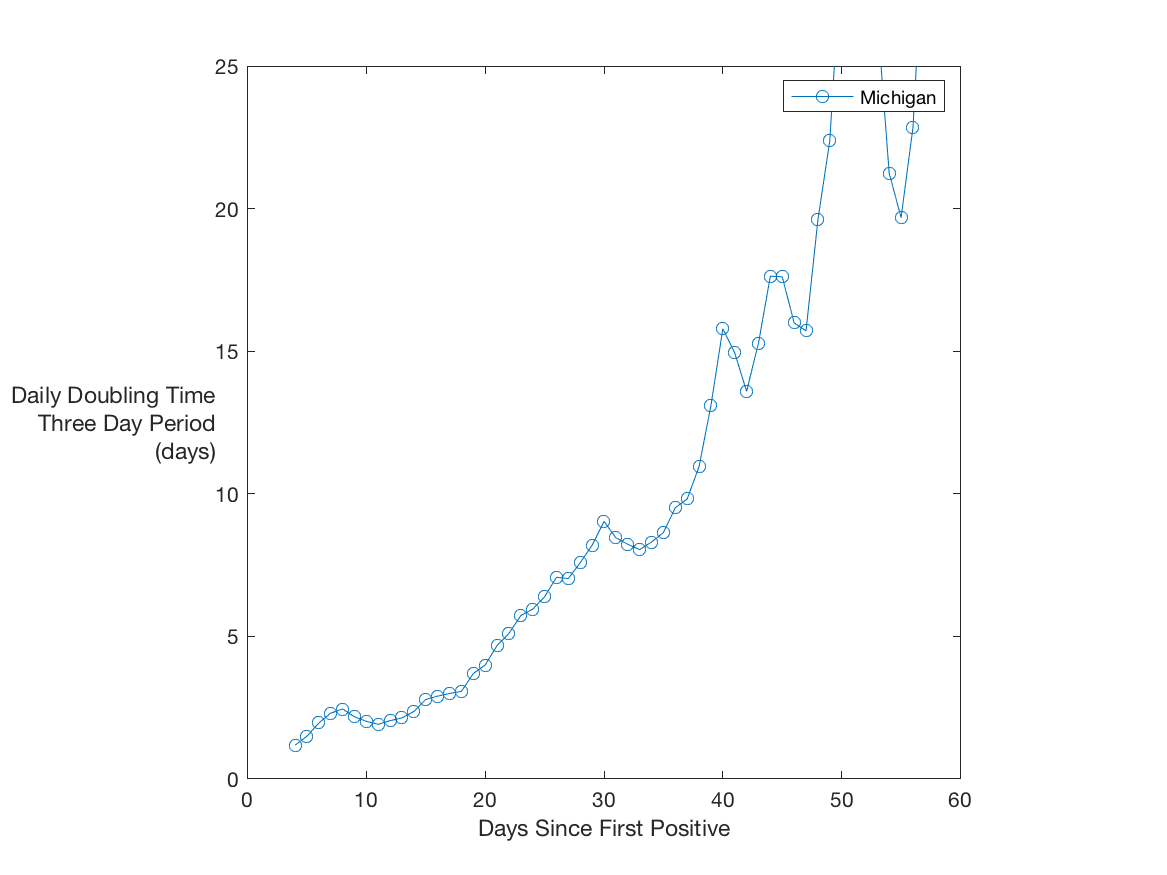 25
Michigan
20
15
Daily Doubling Time
Three Day Period
(days)
10
5
0
0 10 20 30 40 50 60
Days Since First Positive